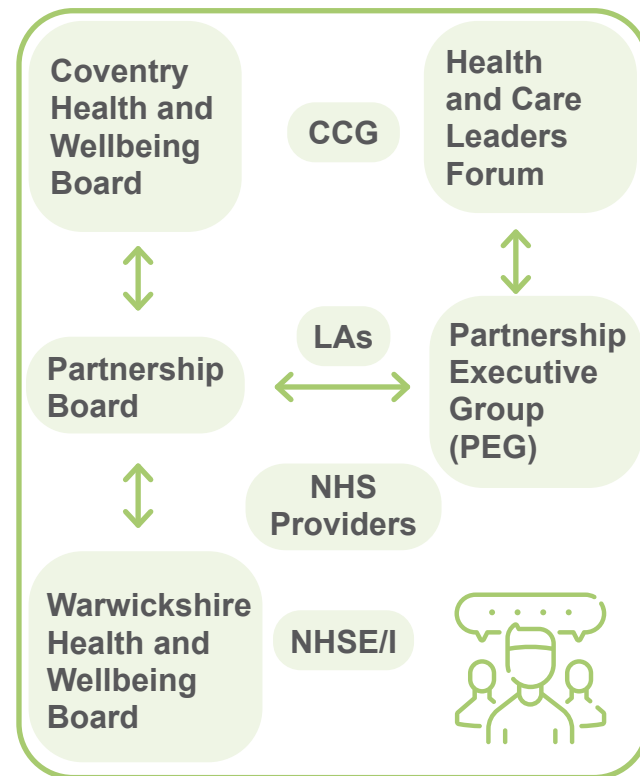 Coventry
Health and
Wellbeing
Board
CCG
Health
and Care
Leaders
Forum
LAs
Partnership
Board
Partnership
Executive
Group
(PEG)
NHS
Providers
Warwickshire
Health and
Wellbeing
Board
NHSE/I